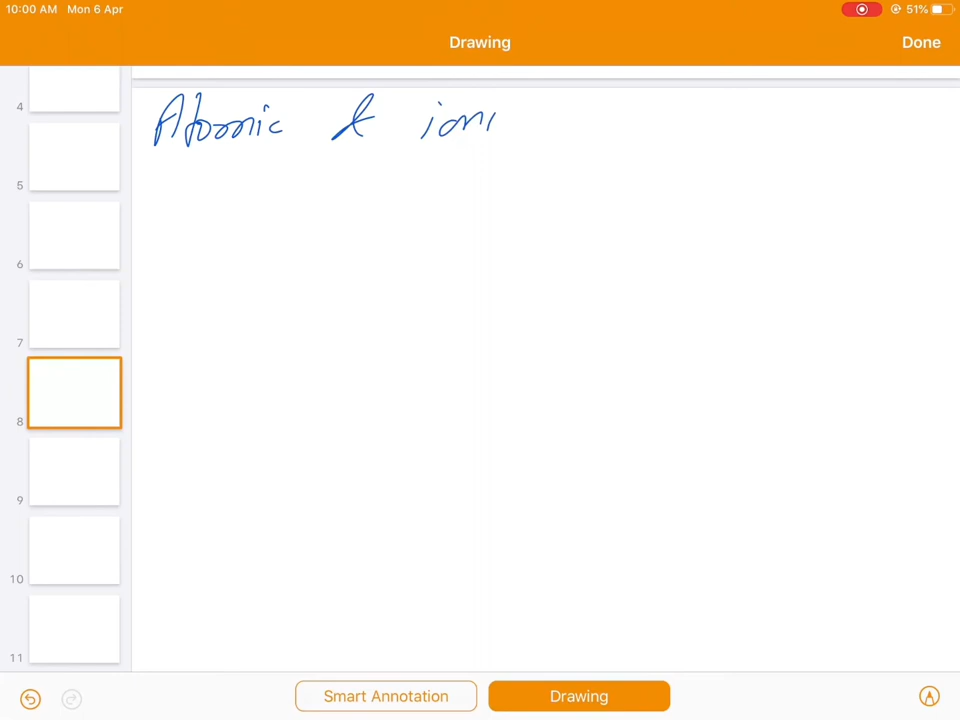 10:00 AM Mon 6 Apr
51%
Drawing
Done
4
5
6
7
8
9
10
11
Atomic & ioni
Smart Annotation
Drawing